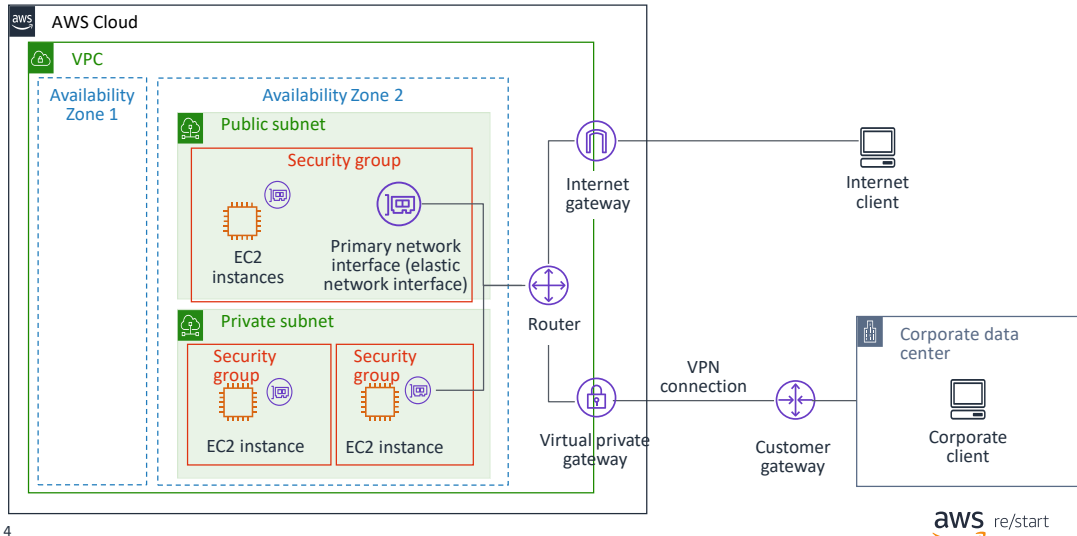 aws
AWS Cloud
VPC
Availability
Zone 1
Availability Zone 2
Public subnet
Security group
EC2
instances
Primary network
interface (elastic
network interface)
Private subnet
Security
group
EC2 instance
Security
group
EC2 instance
Internet
gateway
Router
Virtual private
gateway
Internet
client
VPN
connection
Customer
gateway
Corporate data
center
Corporate
client
4
aws re/start